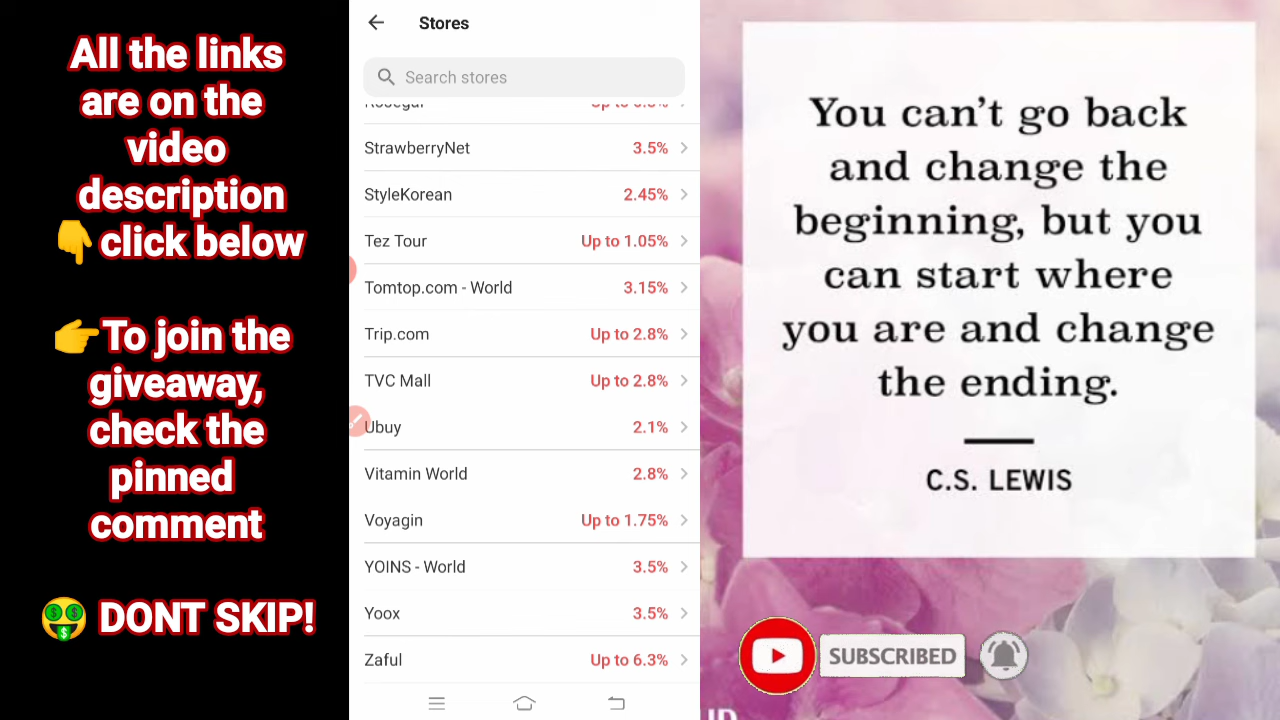 All the links
are on the
video
description
👇click below
👉To join the
giveaway,
check the
pinned
comment
🤑 DONT SKIP!
Stores
Search stores
StrawberryNet 3.5%
StyleKorean 2.45%
Tez Tour Up to 1.05%
Tomtop.com - World 3.15%
Trip.com Up to 2.8%
TVC Mall Up to 2.8%
Ubuy 2.1%
Vitamin World 2.8%
Voyagin Up to 1.75%
YOINS - World 3.5%
Yoox 3.5%
Zaful Up to 6.3%
You can't go back
and change the
beginning, but you
can start where
you are and change
the ending.
C.S. LEWIS
SUBSCRIBED